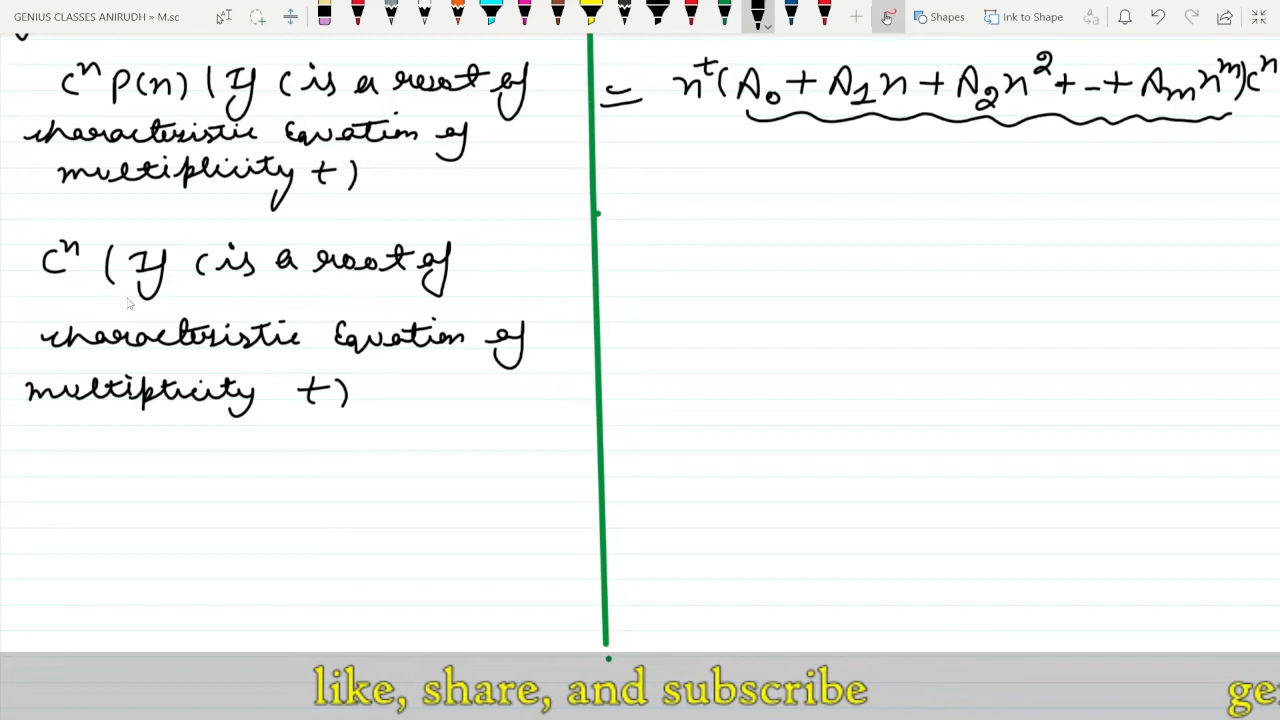 GENIUS CLASSES ANIRUDH » M.sc
Shapes
Ink to Shape
cⁿ P(n) (If c is a root of
characteristic Equation of
multiplicity t)
= nᵗ(A₀ + A₁n + A₂n² + -- + Aₘnᵐ)cⁿ
cⁿ (If c is a root of
characteristic Equation of
multiplicity t)
like, share, and subscribe
ge